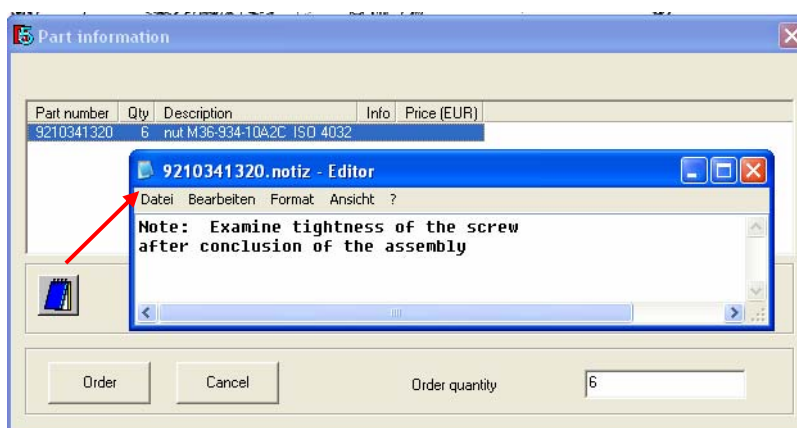 Part information
Part number Qty Description Info Price (EUR)
9210341320 6 nut M36-934-10A2C ISO 4032
9210341320.notiz - Editor
Datei Bearbeiten Format Ansicht ?
Note: Examine tightness of the screw
after conclusion of the assembly
Order Cancel Order quantity 6